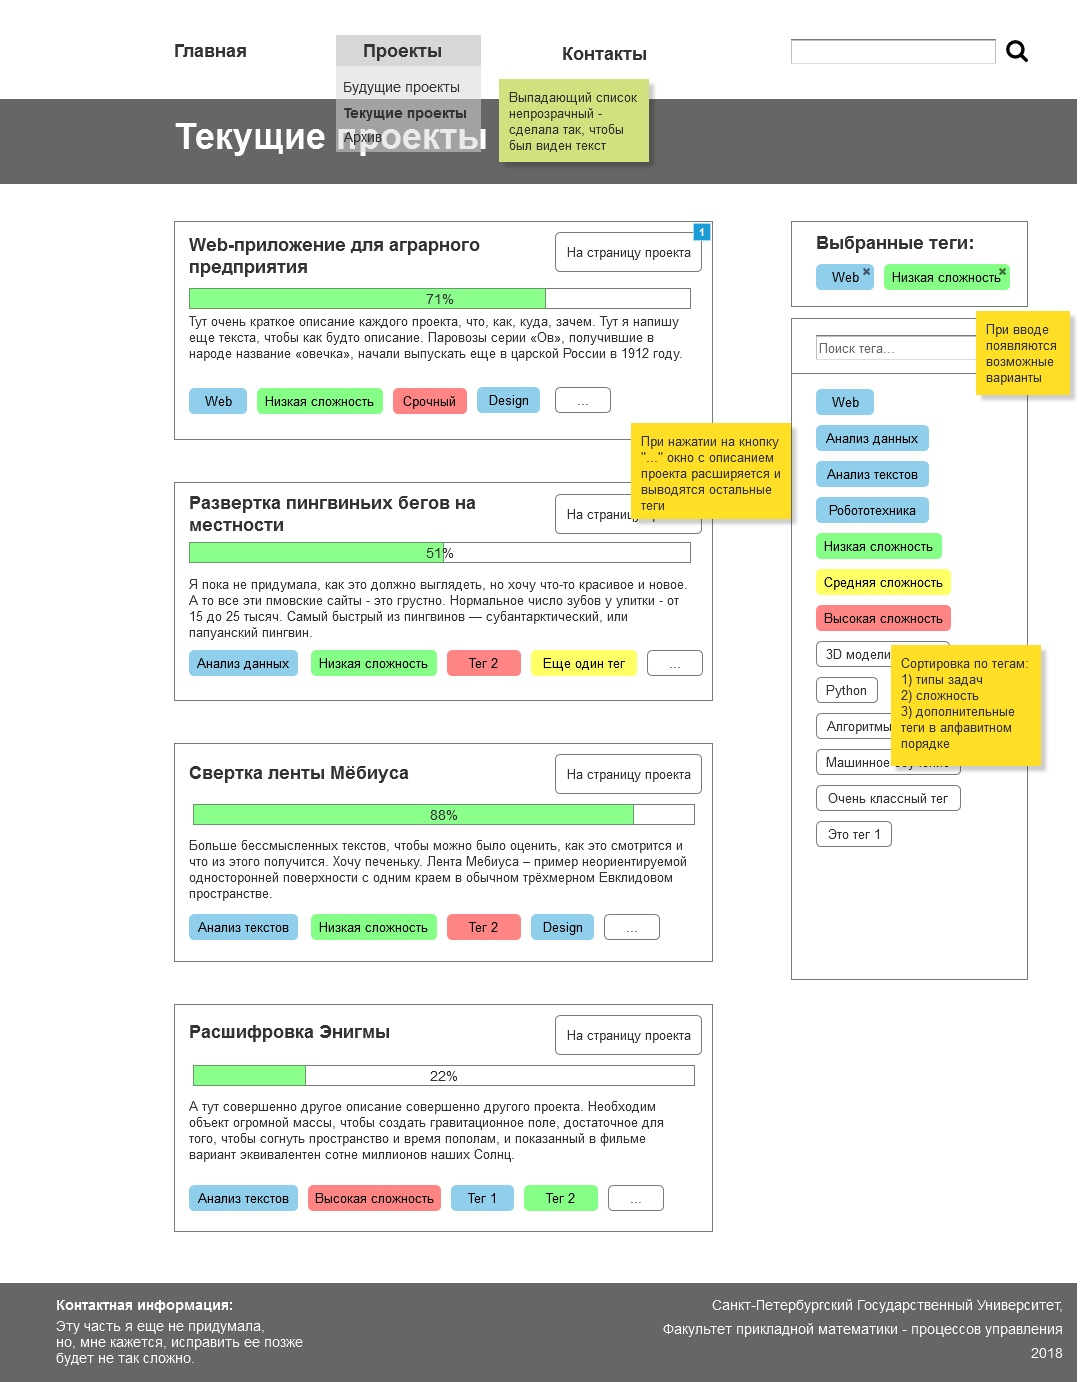 Главная
Проекты
Контакты
Будущие проекты
Текущие проекты
Архив
Выпадающий список
непрозрачный -
сделала так, чтобы
был виден текст
Текущие проекты
Web-приложение для аграрного
предприятия
На страницу проекта
1
71%
Тут очень краткое описание каждого проекта, что, как, куда, зачем. Тут я напишу
еще текста, чтобы как будто описание. Паровозы серии «Ов», получившие в
народе название «овечка», начали выпускать еще в царской России в 1912 году.
Web
Низкая сложность
Срочный
Design
...
При нажатии на кнопку
"..." окно с описанием
проекта расширяется и
выводятся остальные
теги
Развертка пингвиньих бегов на
местности
На страниц
51%
Я пока не придумала, как это должно выглядеть, но хочу что-то красивое и новое.
А то все эти пмовские сайты - это грустно. Нормальное число зубов у улитки - от
15 до 25 тысяч. Самый быстрый из пингвинов — субантарктический, или
папуанский пингвин.
Анализ данных
Низкая сложность
Тег 2
Еще один тег
...
Свертка ленты Мёбиуса
На страницу проекта
88%
Больше бессмысленных текстов, чтобы можно было оценить, как это смотрится и
что из этого получится. Хочу печеньку. Лента Мебиуса – пример неориентируемой
односторонней поверхности с одним краем в обычном трёхмерном Евклидовом
пространстве.
Анализ текстов
Низкая сложность
Тег 2
Design
...
Расшифровка Энигмы
На страницу проекта
22%
А тут совершенно другое описание совершенно другого проекта. Необходим
объект огромной массы, чтобы создать гравитационное поле, достаточное для
того, чтобы согнуть пространство и время пополам, и показанный в фильме
вариант эквивалентен сотне миллионов наших Солнц.
Анализ текстов
Высокая сложность
Тег 1
Тег 2
...
Выбранные теги:
Web
Низкая сложность
Поиск тега...
При вводе
появляются
возможные
варианты
Web
Анализ данных
Анализ текстов
Робототехника
Низкая сложность
Средняя сложность
Высокая сложность
3D модели
Python
Алгоритмы
Машинное
Очень классный тег
Это тег 1
Сортировка по тегам:
1) типы задач
2) сложность
3) дополнительные
теги в алфавитном
порядке
Контактная информация:
Эту часть я еще не придумала,
но, мне кажется, исправить ее позже
будет не так сложно.
Санкт-Петербургский Государственный Университет,
Факультет прикладной математики - процессов управления
2018